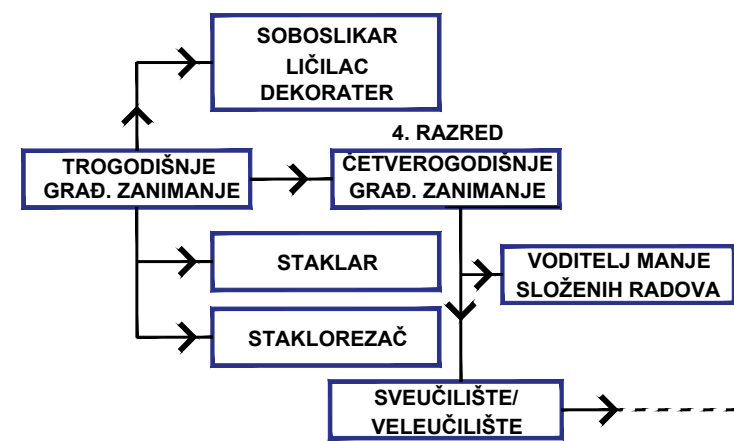 SOBOSLIKAR
LIČILAC
DEKORATER
4. RAZRED
TROGODIŠNJE
GRAĐ. ZANIMANJE
ČETVEROGODIŠNJE
GRAĐ. ZANIMANJE
STAKLAR
VODITELJ MANJE
SLOŽENIH RADOVA
STAKLOREZAČ
SVEUČILIŠTE/
VELEUČILIŠTE